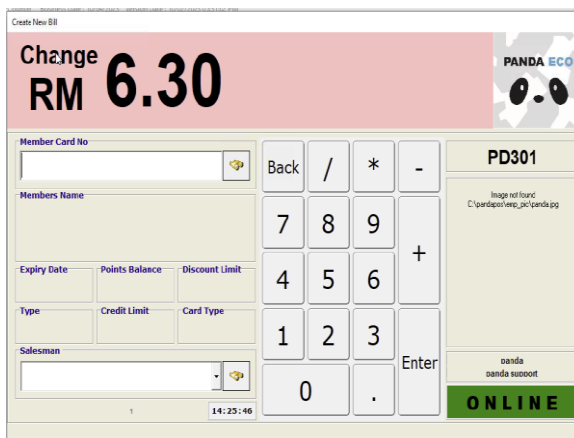 Create New Bill
Change
RM 6.30
PANDA ECO
Member Card No
Members Name
Expiry Date
Points Balance
Discount Limit
Type
Credit Limit
Card Type
Salesman
1
14:25:46
Back / * -
7 8 9
+
4 5 6
1 2 3
Enter
0 .
PD301
Image not found
C:\pandapos\emp_pic\panda.jpg
panda
panda support
ONLINE